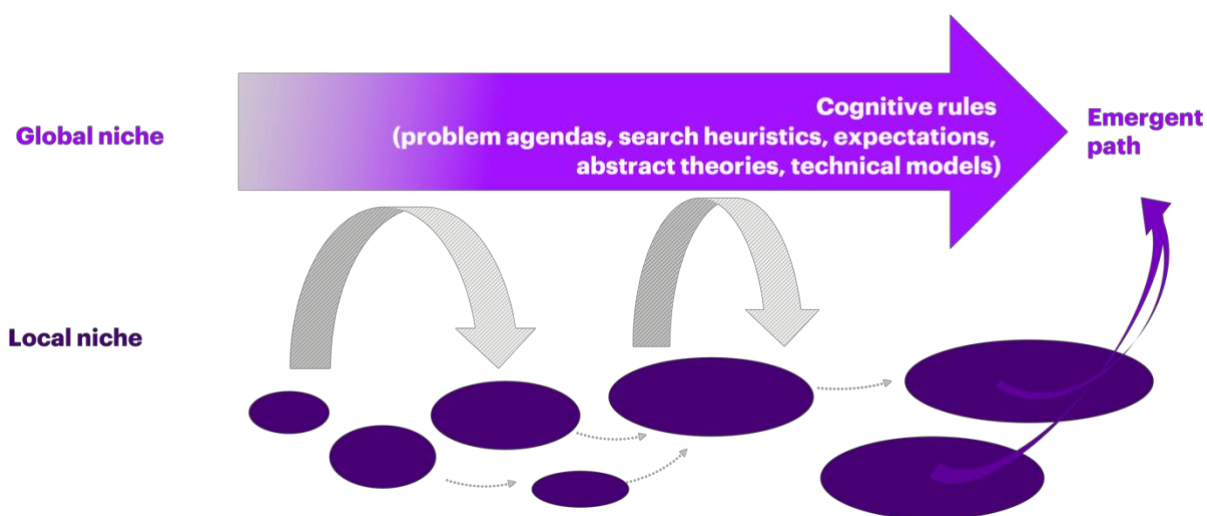 Cognitive rules
Global niche
(problem agendas, search heuristics, expectations,
abstract theories, technical models)
Emergent
path
Local niche